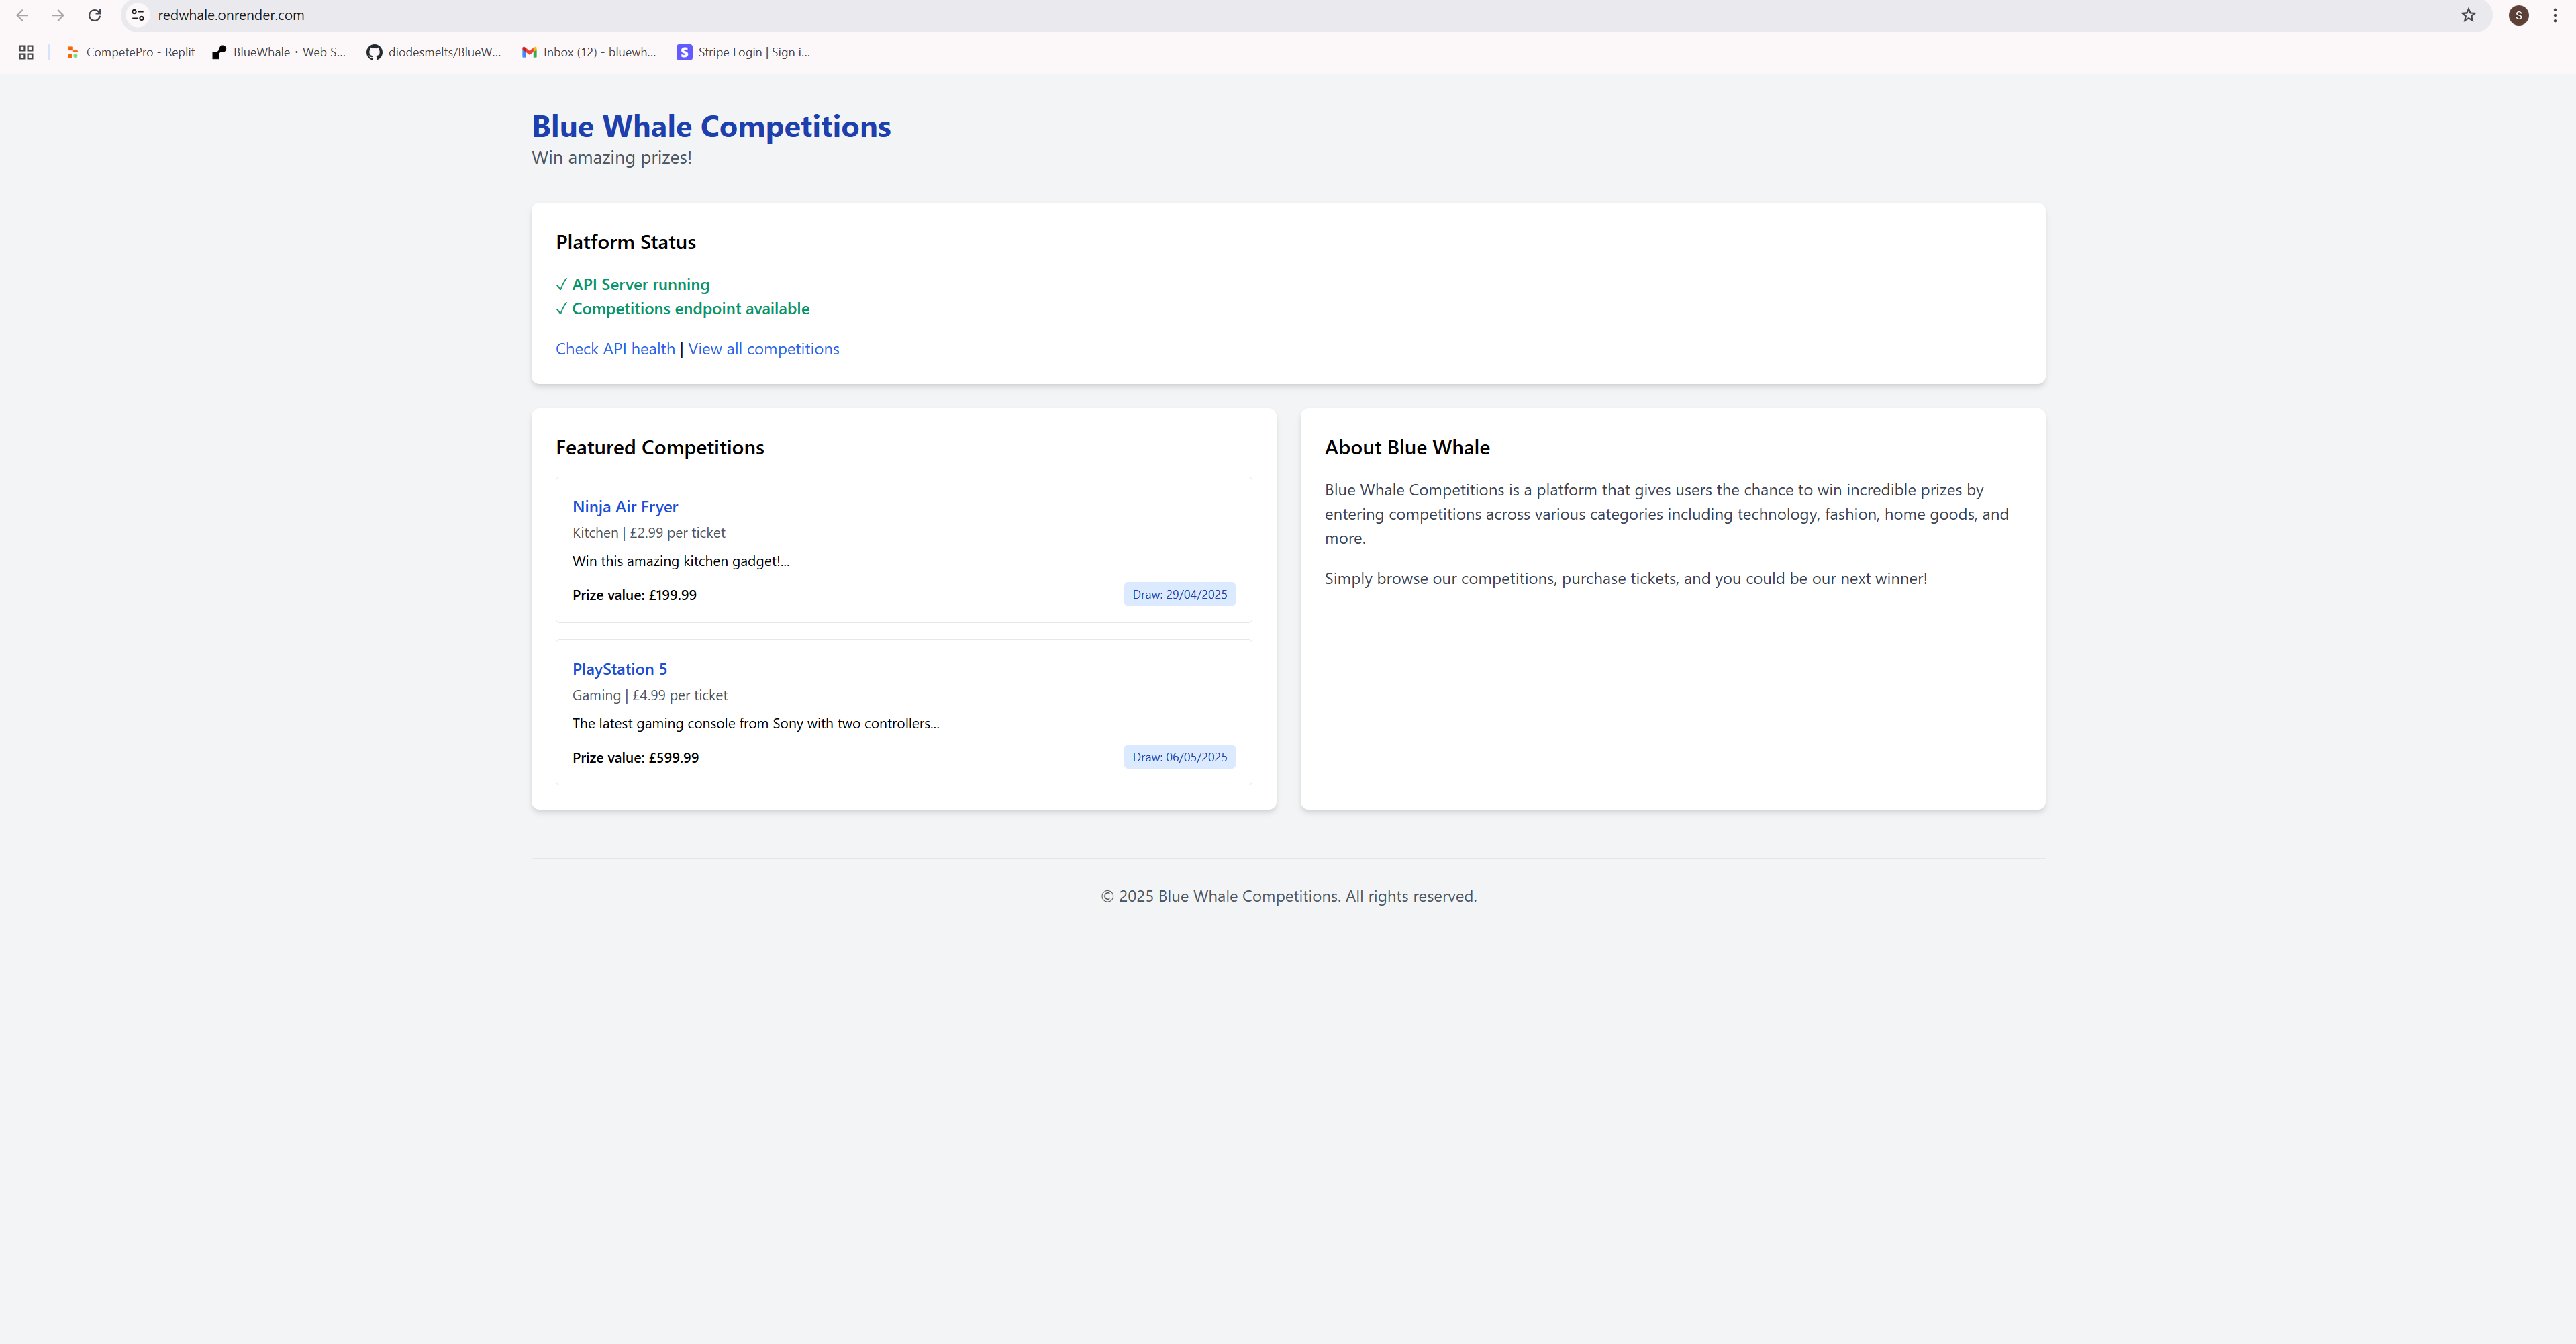 redwhale.onrender.com
S
CompetePro - Replit
BlueWhale · Web S...
diodesmelts/BlueW...
Inbox (12) - bluewh...
S Stripe Login | Sign i...
Blue Whale Competitions
Win amazing prizes!
Platform Status
✓ API Server running
✓ Competitions endpoint available
Check API health | View all competitions
Featured Competitions
Ninja Air Fryer
Kitchen | £2.99 per ticket
Win this amazing kitchen gadget!...
Prize value: £199.99
Draw: 29/04/2025
PlayStation 5
Gaming | £4.99 per ticket
The latest gaming console from Sony with two controllers...
Prize value: £599.99
Draw: 06/05/2025
About Blue Whale
Blue Whale Competitions is a platform that gives users the chance to win incredible prizes by
entering competitions across various categories including technology, fashion, home goods, and
more.
Simply browse our competitions, purchase tickets, and you could be our next winner!
© 2025 Blue Whale Competitions. All rights reserved.